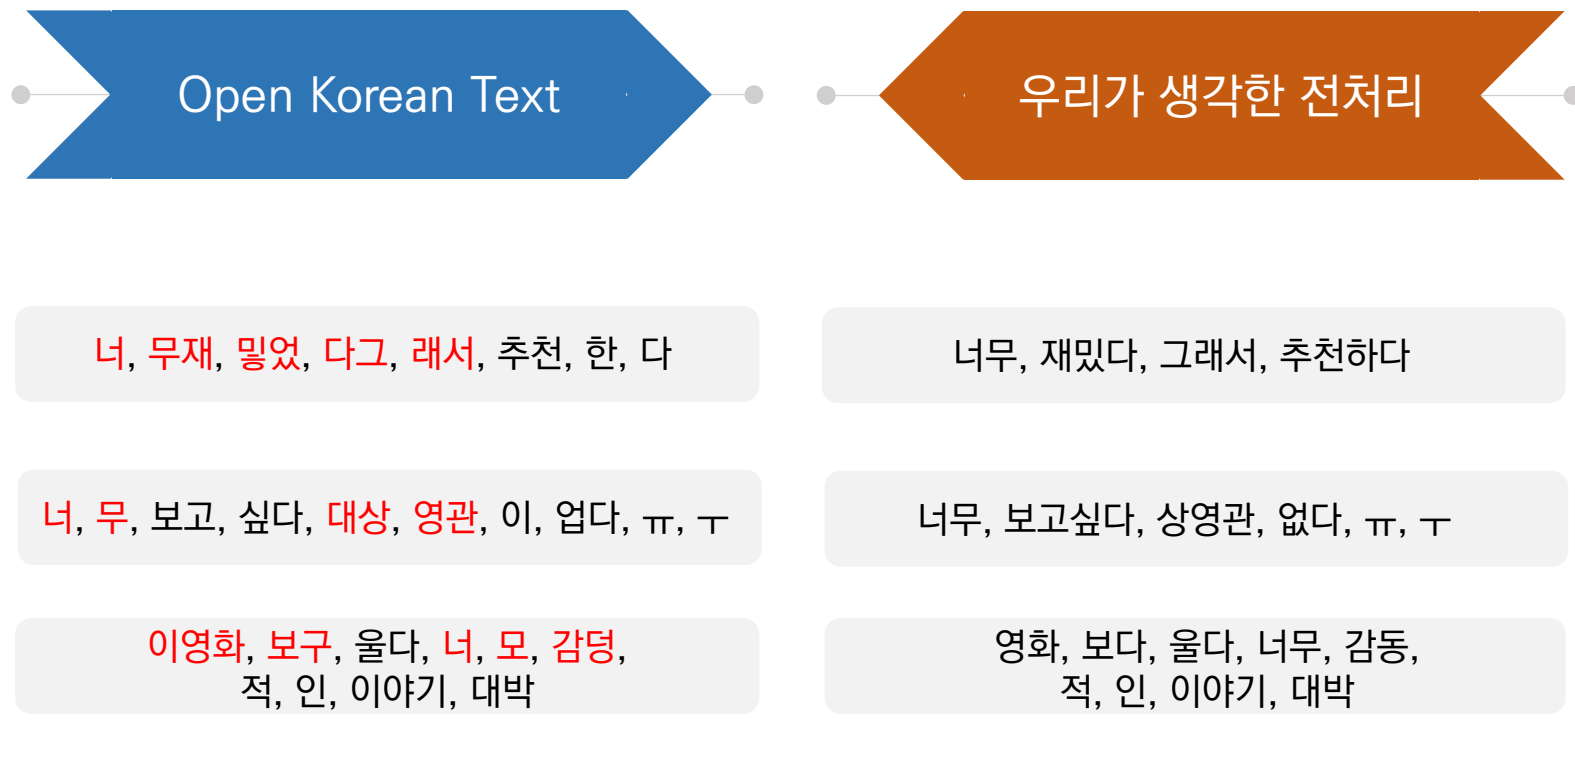 Open Korean Text
우리가 생각한 전처리
너, 무재, 밀었, 다그, 래서, 추천, 한, 다
너무, 재밌다, 그래서, 추천하다
너, 무, 보고, 싶다, 대상, 영관, 이, 업다, ㅠ, ㅜ
너무, 보고싶다, 상영관, 없다, ㅠ, ㅜ
이영화, 보구, 울다, 너, 모, 감덩,
적, 인, 이야기, 대박
영화, 보다, 울다, 너무, 감동,
적, 인, 이야기, 대박